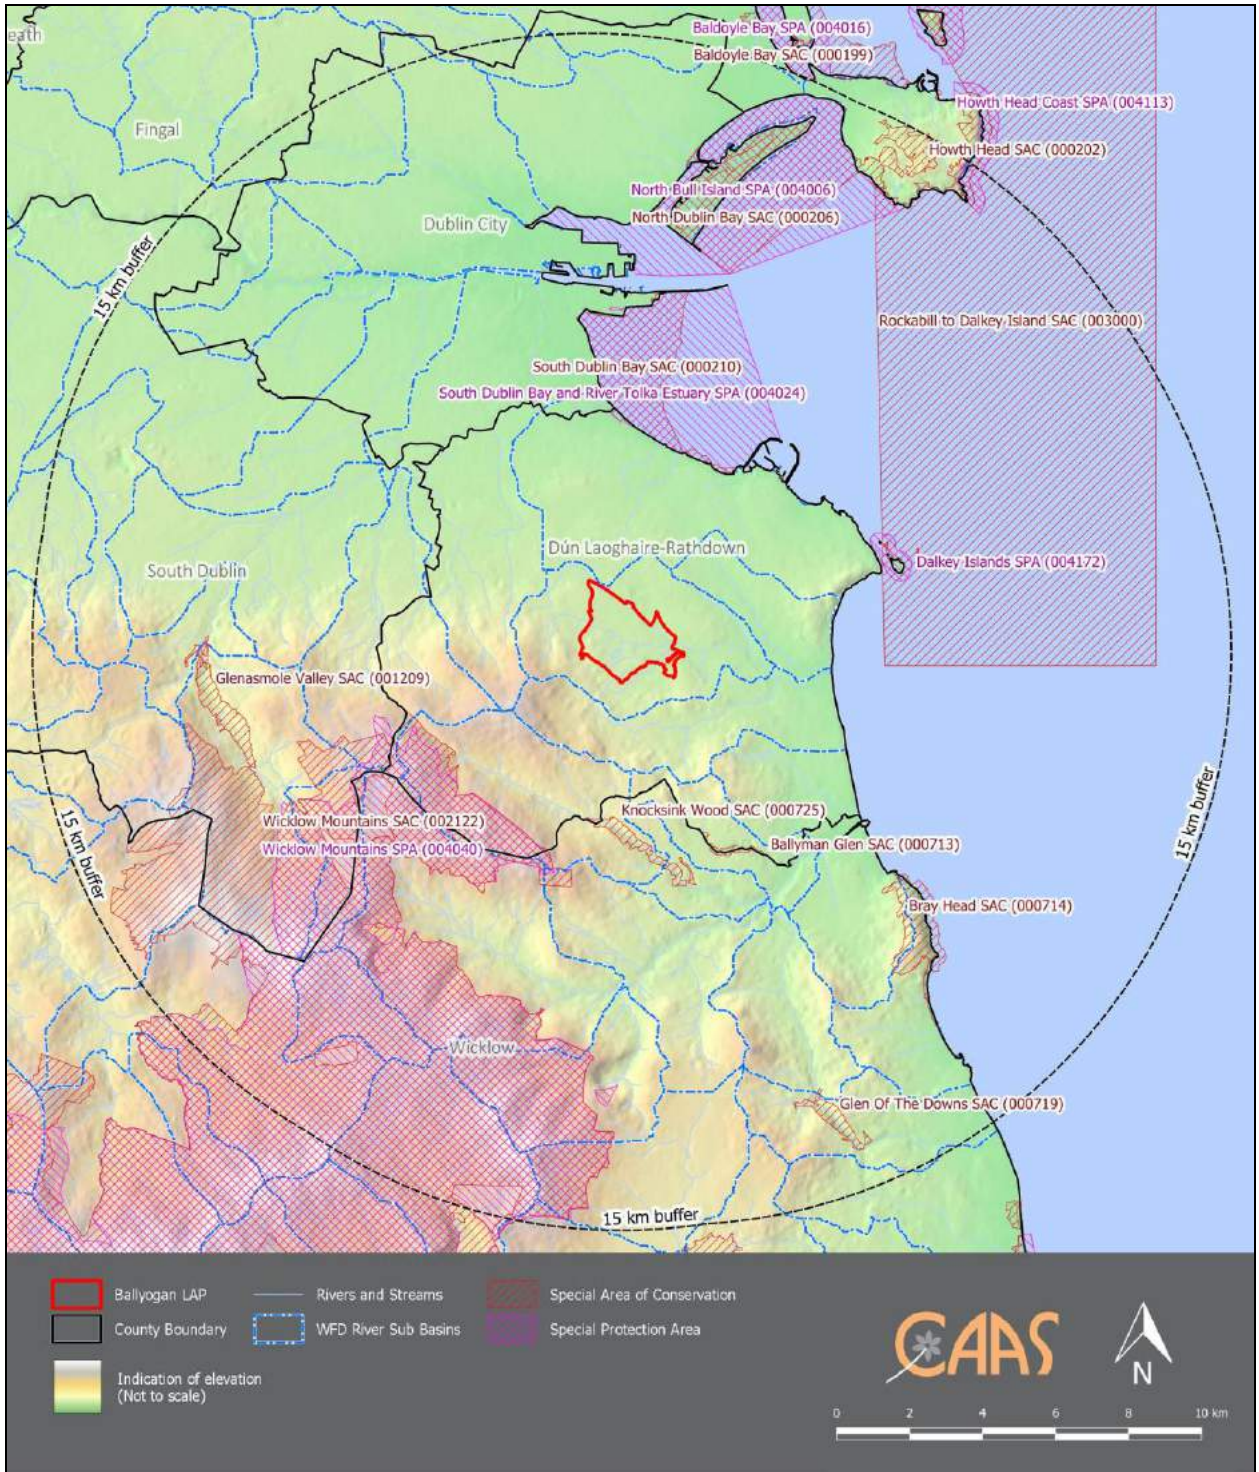 eath
Baldoyle Bay SPA (004016)
Baldoyle Bay SAC (000199)
Howth Head Coast SPA (004113)
Fingal
Howth Head SAC (000202)
North Bull Island SPA (004006)
North Dublin Bay SAC (000206)
Dublin City
15 km buffer
Rockabill to Dalkey Island SAC (003000)
South Dublin Bay SAC (000210)
South Dublin Bay and River Tolka Estuary SPA (004024)
Dún Laoghaire-Rathdown
Dalkey Islands SPA (004172)
South Dublin
Glenasmole Valley SAC (001209)
Knocksink Wood SAC (000725)
Wicklow Mountains SAC (002122)
Wicklow Mountains SPA (004040)
Ballyman Glen SAC (000713)
15 km buffer
15 km buffer
Bray Head SAC (000714)
Wicklow
Glen Of The Downs SAC (000719)
15 km buffer
Ballyogan LAP
Rivers and Streams
Special Area of Conservation
County Boundary
WFD River Sub Basins
Special Protection Area
Indication of elevation
(Not to scale)
CAAS
N
0 2 4 6 8 10 km